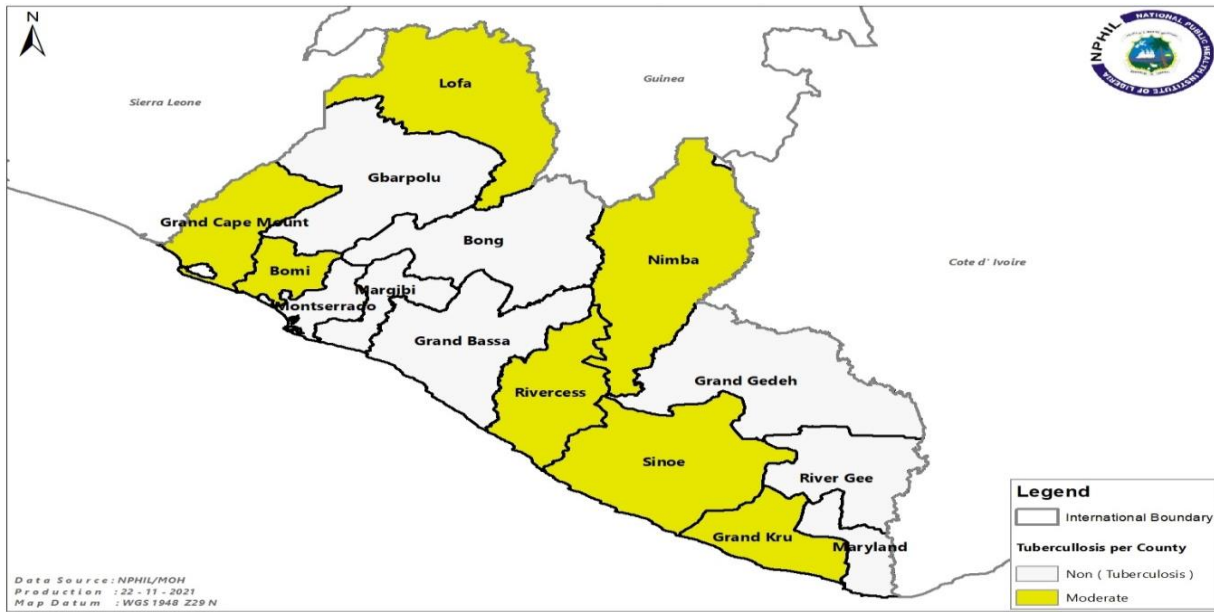 N
NPHIL
NATIONAL PUBLIC HEALTH
INSTITUTE OF LIBERIA
Lofa
Guinea
Sierra Leone
Gbarpolu
Grand Cape Mount
Bong
Nimba
Cote d' Ivoire
Bomi
Margibi
Montserrado
Grand Bassa
Grand Gedeh
Rivercess
Sinoe
River Gee
Grand Kru
Maryland
Legend
International Boundary
Tubercullosis per County
Non ( Tuberculosis )
Moderate
Data Source : NPHIL/MOH
Production : 22 - 11 - 2021
Map Datum : WGS 1948 Z29 N